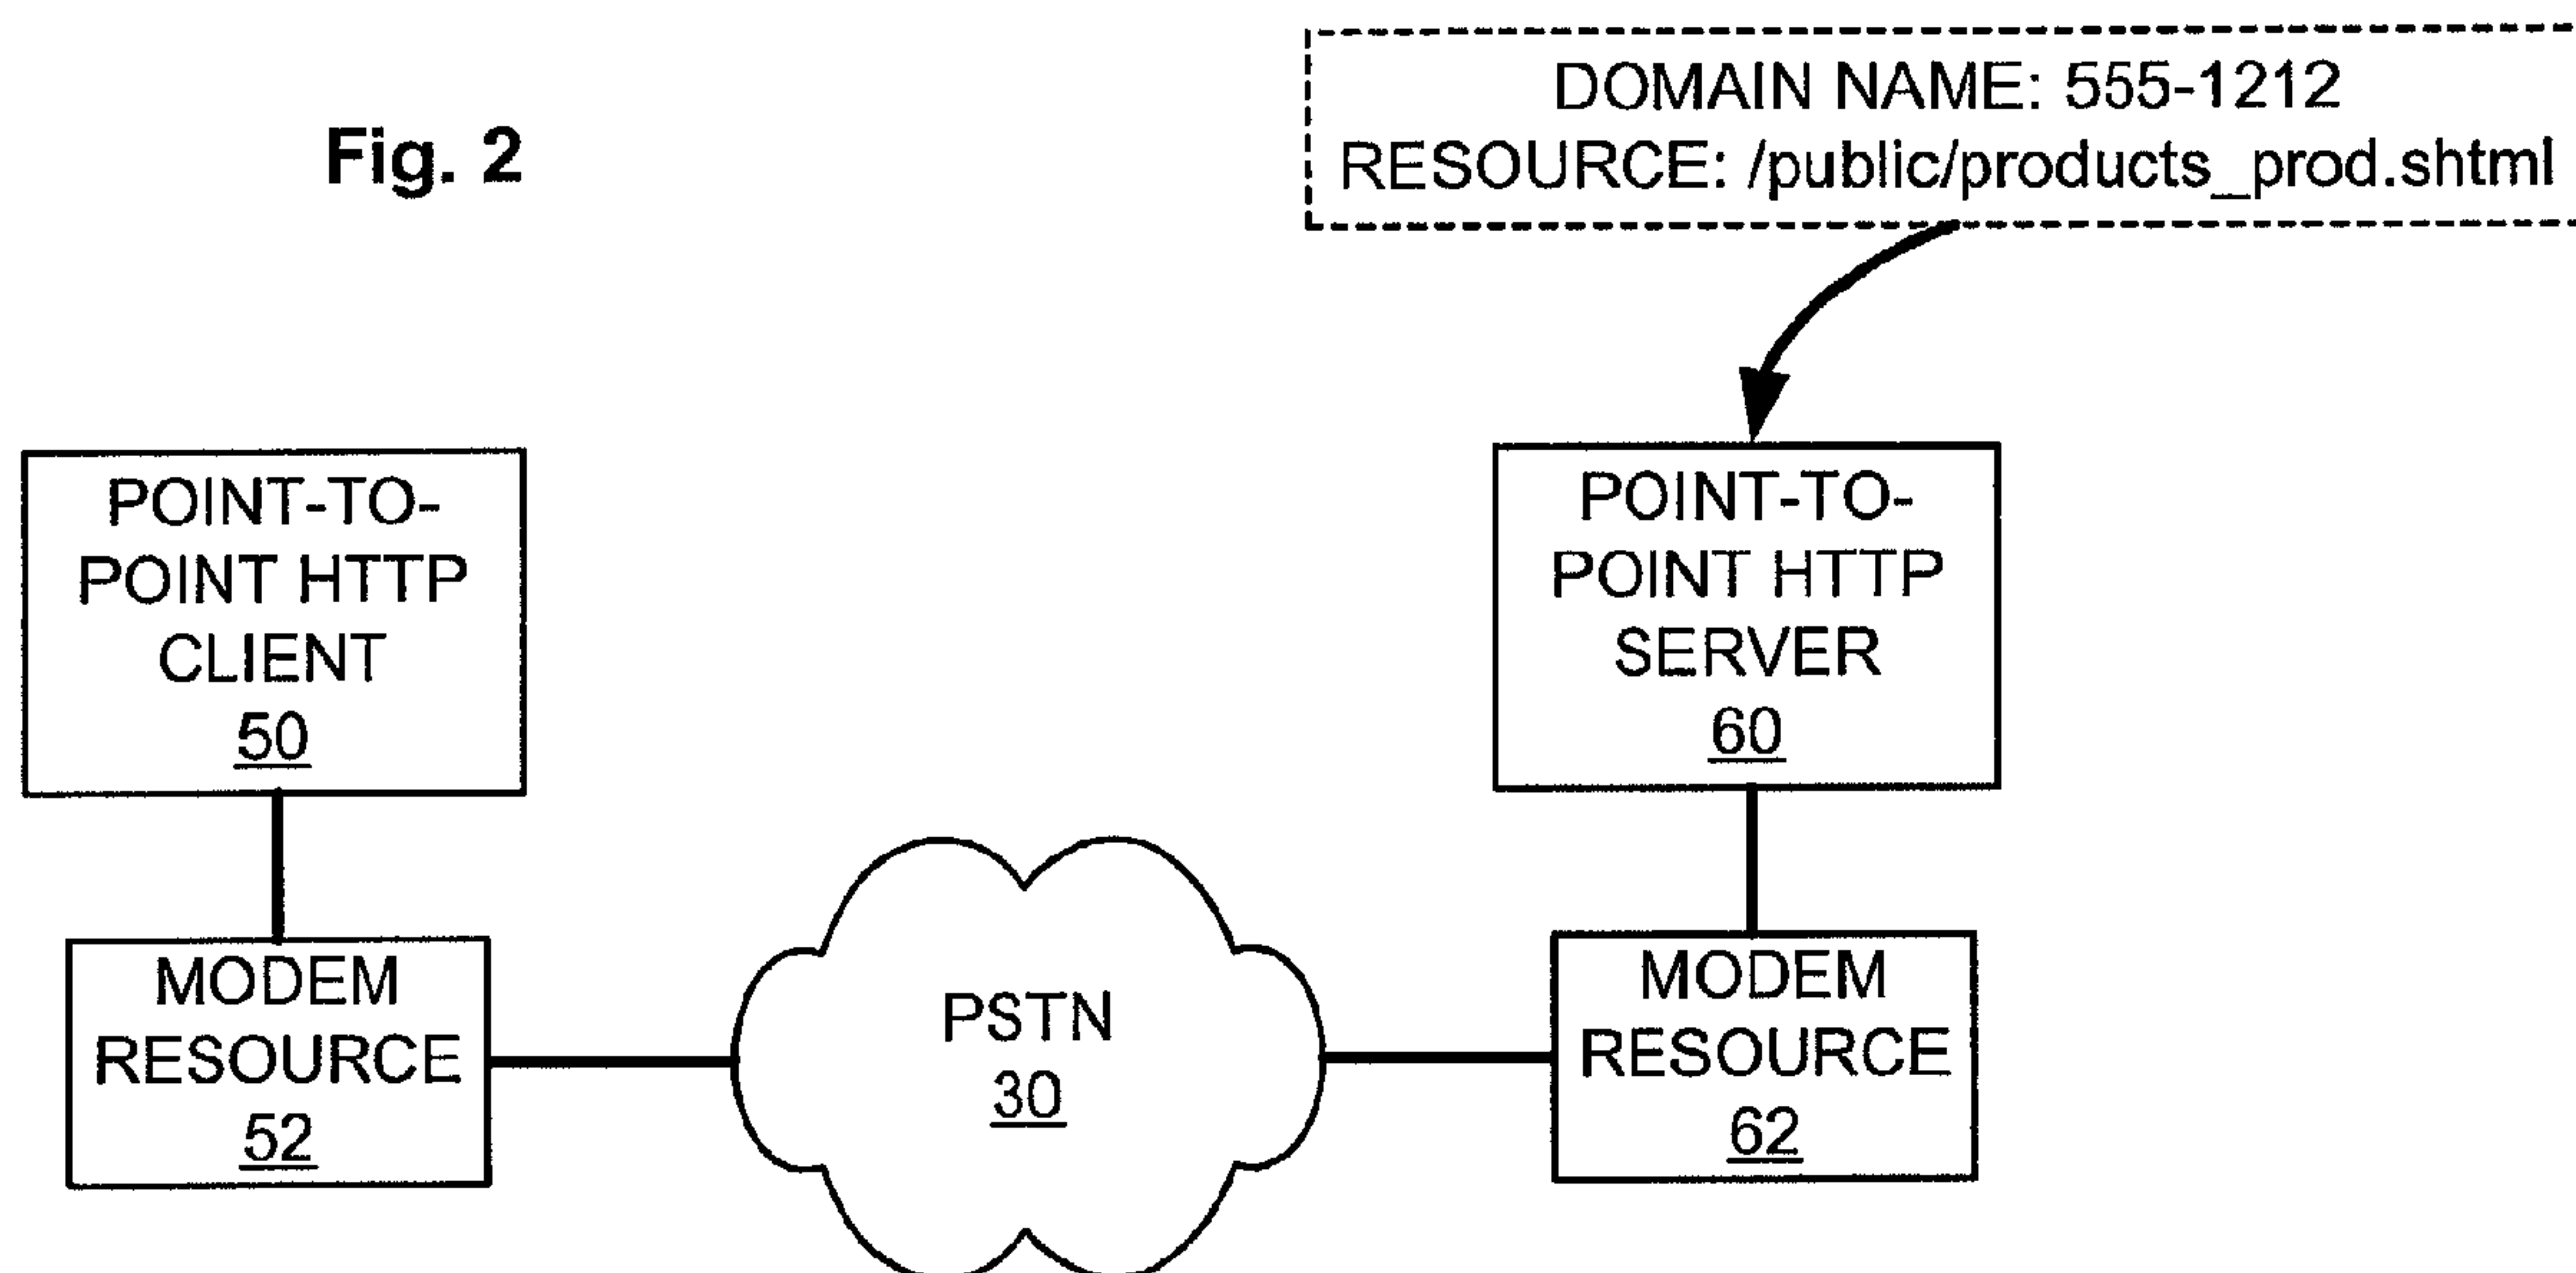 Fig. 2
DOMAIN NAME: 555-1212
RESOURCE: /public/products_prod.shtml
POINT-TO-
POINT HTTP
CLIENT
50
POINT-TO-
POINT HTTP
SERVER
60
MODEM
RESOURCE
52
PSTN
30
MODEM
RESOURCE
62